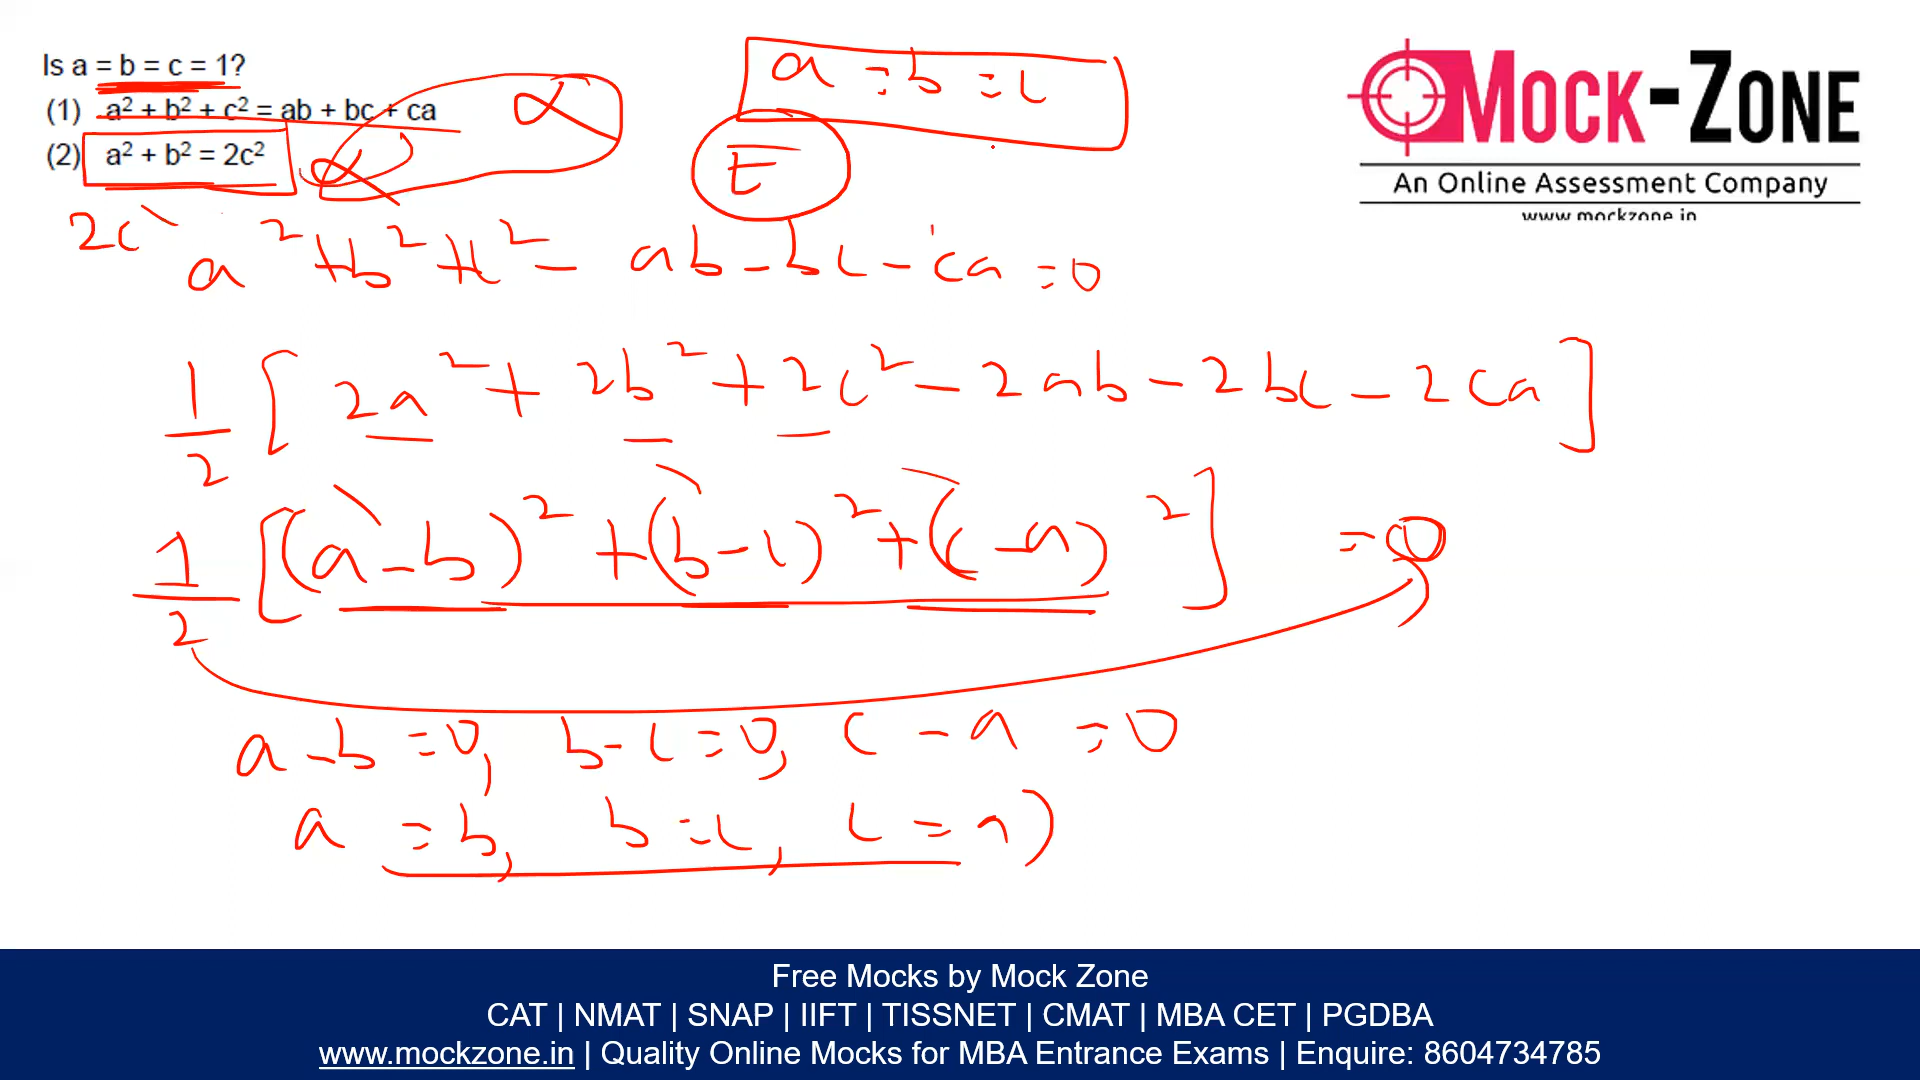 Is a = b = c = 1?
(1) a² + b² + c² = ab + bc + ca
(2) a² + b² = 2c²
a = b = c
E
MOCK-ZONE
An Online Assessment Company
www.mockzone.in
2c
a² + b² + c² - ab - bc - ca = 0
1/2 [2a² + 2b² + 2c² - 2ab - 2bc - 2ca]
1/2 [(a-b)² + (b-c)² + (c-a)²] = 0
a-b = 0, b-c = 0, c-a = 0
a = b, b = c, c = a)
Free Mocks by Mock Zone
CAT | NMAT | SNAP | IIFT | TISSNET | CMAT | MBA CET | PGDBA
www.mockzone.in | Quality Online Mocks for MBA Entrance Exams | Enquire: 8604734785